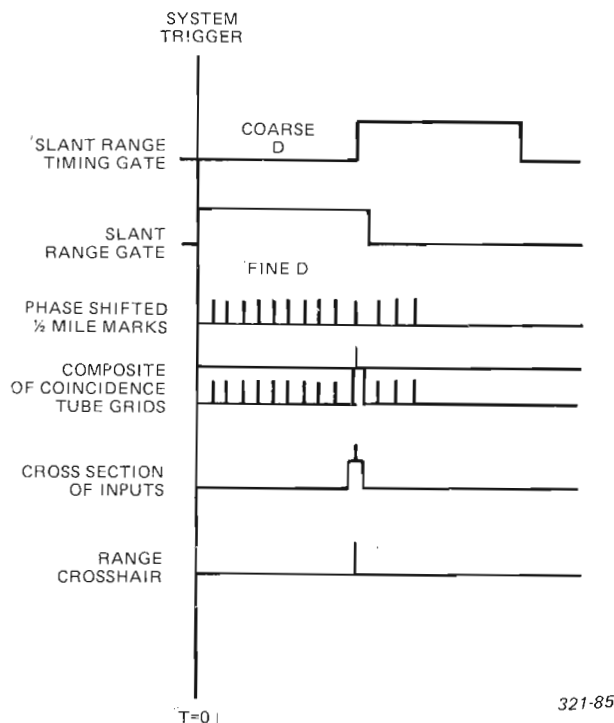 SYSTEM
TRIGGER
SLANT RANGE
TIMING GATE
COARSE
D
SLANT
RANGE GATE
FINE D
PHASE SHIFTED
½ MILE MARKS
COMPOSITE
OF COINCIDENCE
TUBE GRIDS
CROSS SECTION
OF INPUTS
RANGE
CROSSHAIR
T=0
321-85